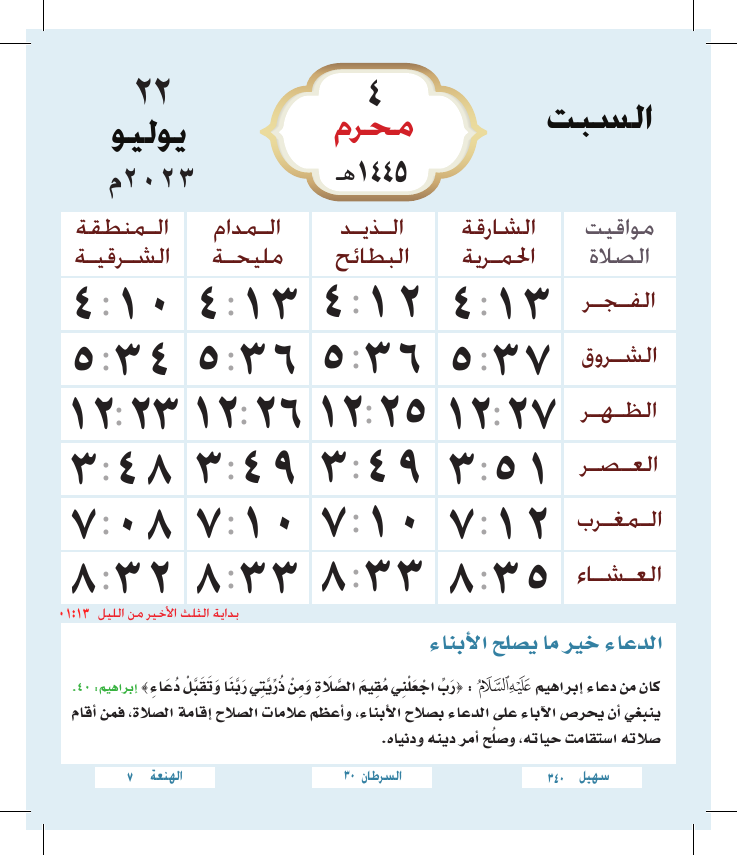 السبت
٤
محرم
١٤٤٥هـ
٢٢
يوليو
٢٠٢٣م
مواقيت الصلاة الشارقة الحمرية الذيد البطائح المدام مليحة المنطقة الشرقية
الفجر ٤:١٣ ٤:١٢ ٤:١٣ ٤:١٠
الشروق ٥:٣٧ ٥:٣٦ ٥:٣٦ ٥:٣٤
الظهر ١٢:٢٧ ١٢:٢٥ ١٢:٢٦ ١٢:٢٣
العصر ٣:٥١ ٣:٤٩ ٣:٤٩ ٣:٤٨
المغرب ٧:١٢ ٧:١٠ ٧:١٠ ٧:٠٨
العشاء ٨:٣٥ ٨:٣٣ ٨:٣٣ ٨:٣٢
بداية الثلث الأخير من الليل ٠١:١٣
الدعاء خير ما يصلح الأبناء
كان من دعاء إبراهيم عَلَيْهِ السَّلَامُ : ﴿رَبِّ اجْعَلْنِي مُقِيمَ الصَّلَاةِ وَمِنْ ذُرِّيَّتِي رَبَّنَا وَتَقَبَّلْ دُعَاءِ﴾ إبراهيم: ٤٠.
ينبغي أن يحرص الآباء على الدعاء بصلاح الأبناء، وأعظم علامات الصلاح إقامة الصلاة، فمن أقام
صلاته استقامت حياته، وصلُح أمر دينه ودنياه.
سهيل ٣٤٠ السرطان ٣٠ الهنعة ٧